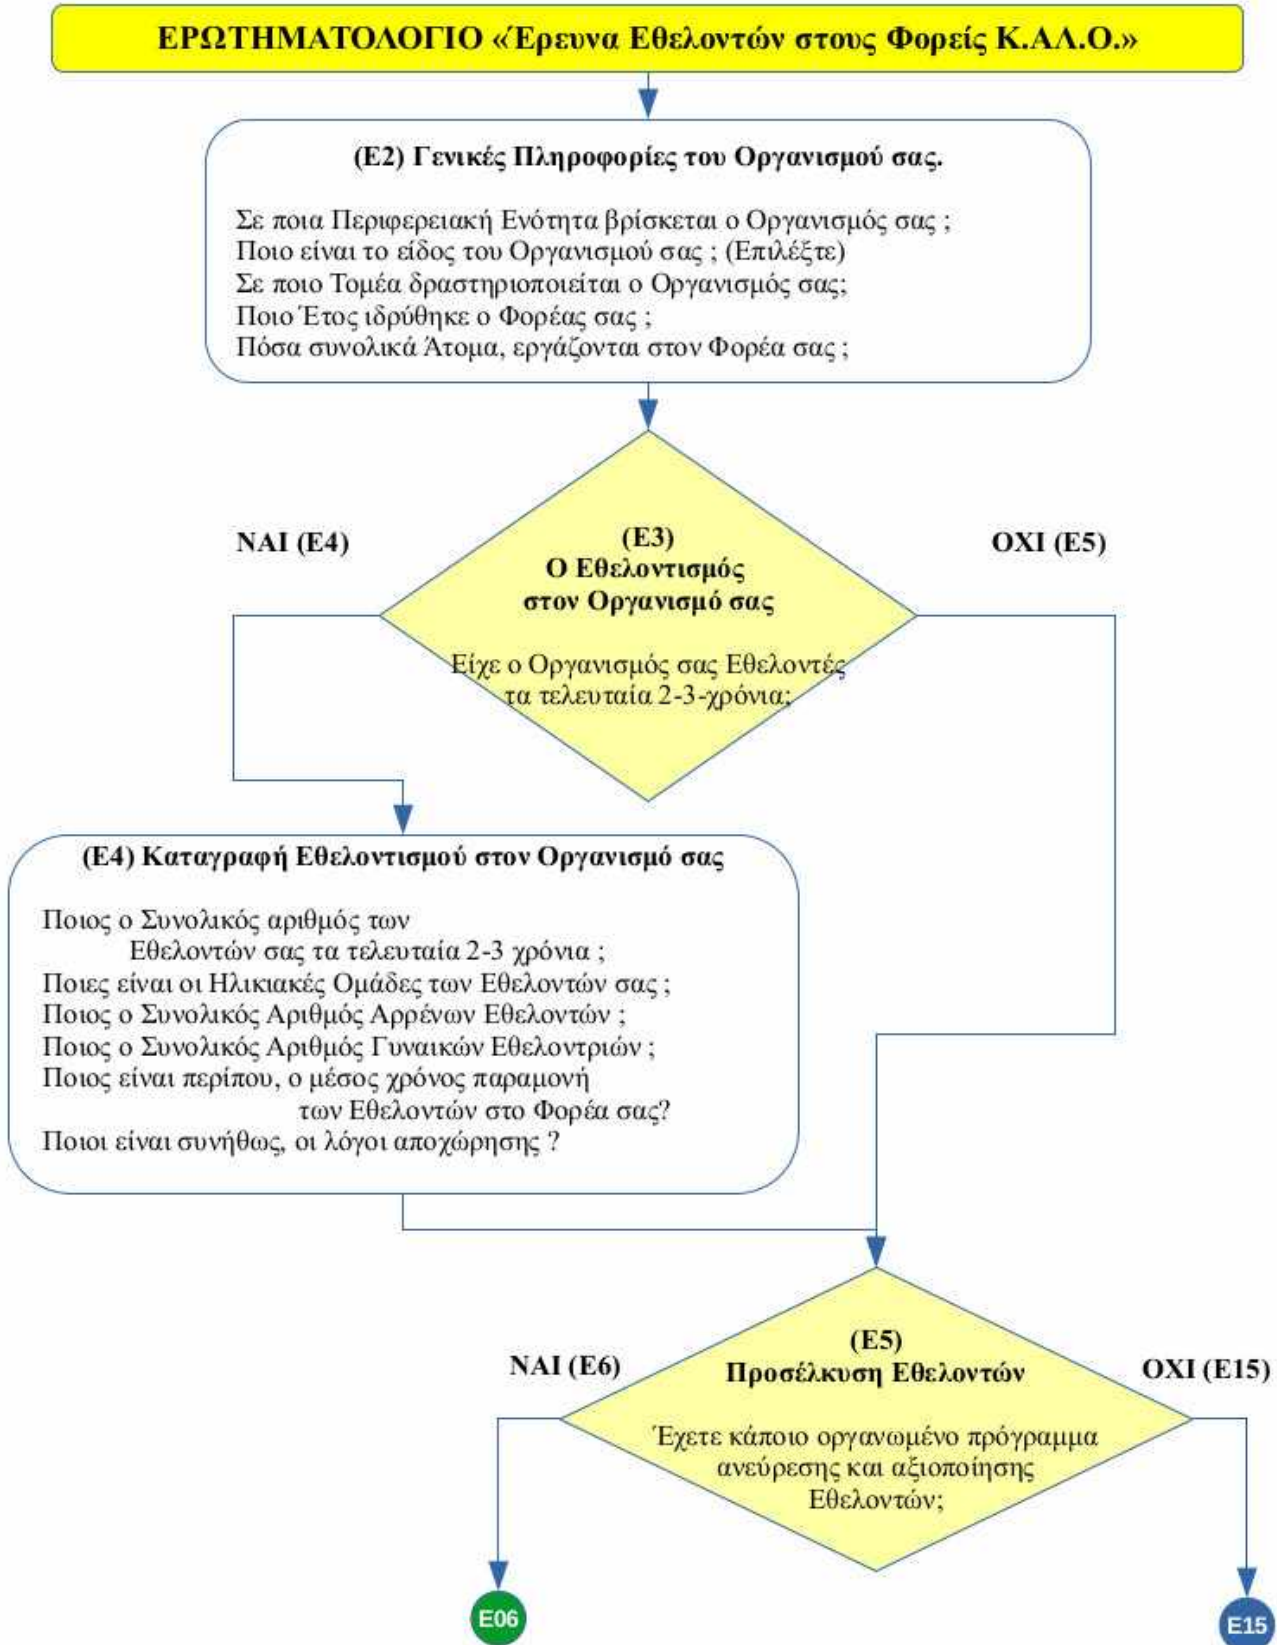 ΕΡΩΤΗΜΑΤΟΛΟΓΙΟ «Έρευνα Εθελοντών στους Φορείς Κ.ΑΛ.Ο.»
(Ε2) Γενικές Πληροφορίες του Οργανισμού σας.
Σε ποια Περιφερειακή Ενότητα βρίσκεται ο Οργανισμός σας ;
Ποιο είναι το είδος του Οργανισμού σας ; (Επιλέξτε)
Σε ποιο Τομέα δραστηριοποιείται ο Οργανισμός σας;
Ποιο Έτος ιδρύθηκε ο Φορέας σας ;
Πόσα συνολικά Άτομα, εργάζονται στον Φορέα σας ;
ΝΑΙ (Ε4)
(Ε3)
Ο Εθελοντισμός
στον Οργανισμό σας
Είχε ο Οργανισμός σας Εθελοντές
τα τελευταία 2-3-χρόνια;
ΟΧΙ (Ε5)
(Ε4) Καταγραφή Εθελοντισμού στον Οργανισμό σας
Ποιος ο Συνολικός αριθμός των
Εθελοντών σας τα τελευταία 2-3 χρόνια ;
Ποιες είναι οι Ηλικιακές Ομάδες των Εθελοντών σας ;
Ποιος ο Συνολικός Αριθμός Αρρένων Εθελοντών ;
Ποιος ο Συνολικός Αριθμός Γυναικών Εθελοντριών ;
Ποιος είναι περίπου, ο μέσος χρόνος παραμονή
των Εθελοντών στο Φορέα σας?
Ποιοι είναι συνήθως, οι λόγοι αποχώρησης ?
ΝΑΙ (Ε6)
(Ε5)
Προσέλκυση Εθελοντών
Έχετε κάποιο οργανωμένο πρόγραμμα
ανεύρεσης και αξιοποίησης
Εθελοντών;
ΟΧΙ (Ε15)
E06
E15